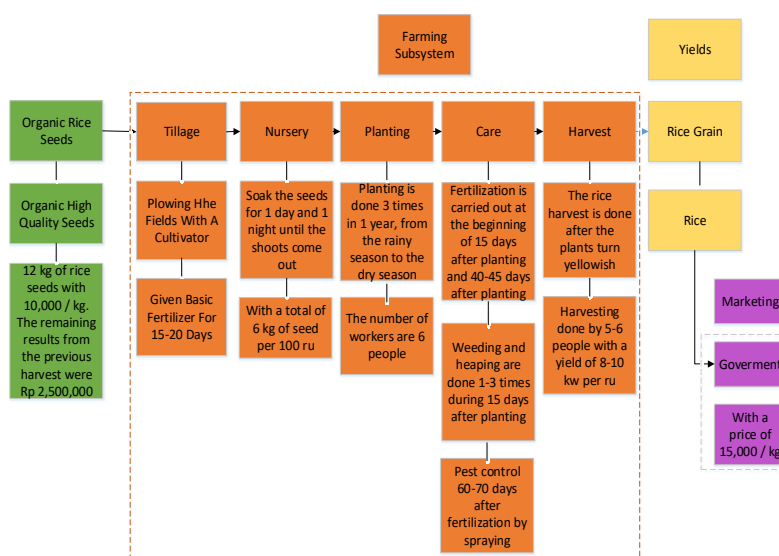 Farming
Subsystem
Yields
Organic Rice
Seeds
Tillage
Nursery
Planting
Care
Harvest
Rice Grain
Organic High
Quality Seeds
12 kg of rice
seeds with
10,000 / kg.
The remaining
results from
the previous
harvest were
Rp 2,500,000
Plowing Hhe
Fields With A
Cultivator
Given Basic
Fertilizer For
15-20 Days
Soak the seeds
for 1 day and 1
night until the
shoots come
out
With a total of
6 kg of seed
per 100 ru
Planting is
done 3 times
in 1 year, from
the rainy
season to the
dry season
The number of
workers are 6
people
Fertilization is
carried out at
the beginning
of 15 days
after planting
and 40-45 days
after planting
Weeding and
heaping are
done 1-3 times
during 15 days
after planting
Pest control
60-70 days
after
fertilization by
spraying
The rice
harvest is done
after the
plants turn
yellowish
Harvesting
done by 5-6
people with a
yield of 8-10
kw per ru
Rice
Marketing
Goverment
With a
price of
15,000 / kg